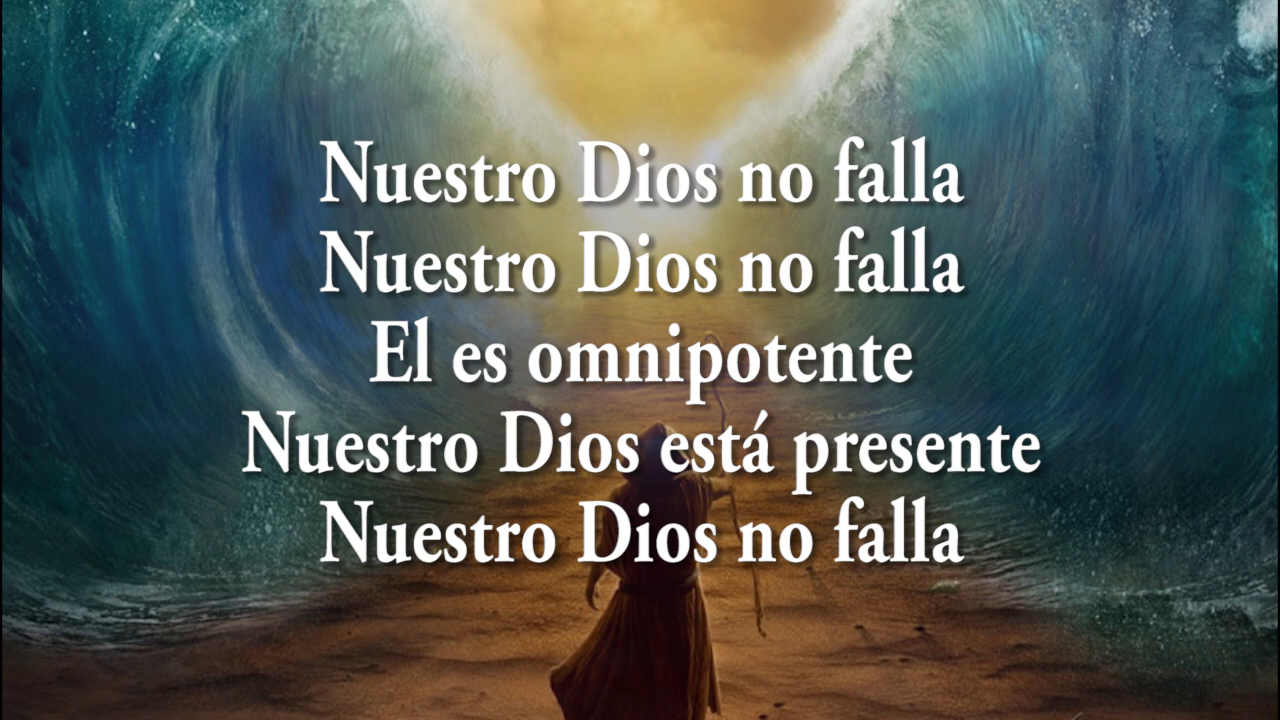 Nuestro Dios no falla
Nuestro Dios no falla
El es omnipotente
Nuestro Dios está presente
Nuestro Dios no falla